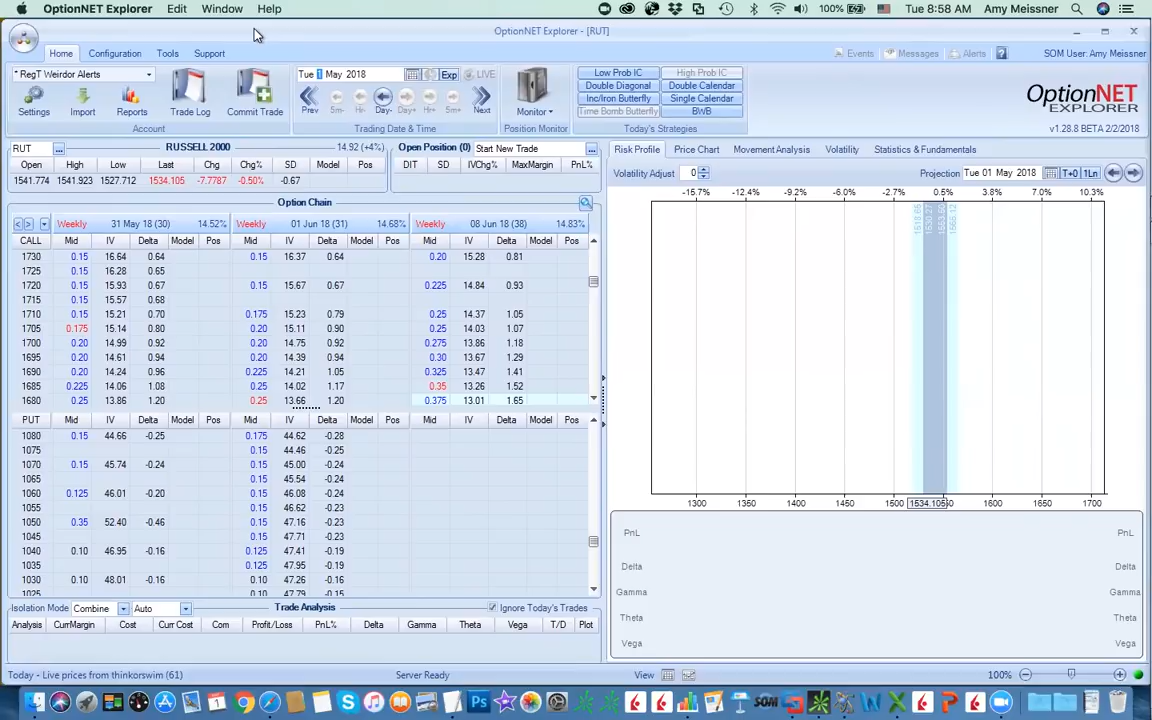 OptionNET Explorer Edit Window Help 100% Tue 8:58 AM Amy Meissner
OptionNET Explorer - [RUT]
Home Configuration Tools Support Events Messages Alerts SOM User: Amy Meissner
* RegT Weirdor Alerts Tue 1 May 2018 Exp LIVE
Settings Import Reports Trade Log Commit Trade
Prev 5m- Hr- Day- Day+ Hr+ 5m+ Next
Monitor
Low Prob IC High Prob IC
Double Diagonal Double Calendar
Inc/Iron Butterfly Single Calendar
Time Bomb Butterfly BWB
OptionNET
EXPLORER
v1.28.8 BETA 2/2/2018
Account Trading Date & Time Position Monitor Today's Strategies
RUT ... RUSSELL 2000 14.92 (+4%) Open Position (0) Start New Trade ...
Open High Low Last Chg Chg% SD Model Pos DIT SD IVChg% MaxMargin PnL%
1541.774 1541.923 1527.712 1534.105 -7.7787 -0.50% -0.67
Option Chain
Weekly 31 May 18 (30) 14.52% Weekly 01 Jun 18 (31) 14.68% Weekly 08 Jun 18 (38) 14.83%
CALL Mid IV Delta Model Pos Mid IV Delta Model Pos Mid IV Delta Model Pos
1730 0.15 16.64 0.64 0.15 16.37 0.64 0.20 15.28 0.81
1725 0.15 16.28 0.65
1720 0.15 15.93 0.67 0.15 15.67 0.67 0.225 14.84 0.93
1715 0.15 15.57 0.68
1710 0.15 15.21 0.70 0.175 15.23 0.79 0.25 14.37 1.05
1705 0.175 15.14 0.80 0.20 15.11 0.90 0.25 14.03 1.07
1700 0.20 14.99 0.92 0.20 14.75 0.92 0.275 13.86 1.18
1695 0.20 14.61 0.94 0.20 14.39 0.94 0.30 13.67 1.29
1690 0.20 14.24 0.96 0.225 14.21 1.05 0.325 13.47 1.41
1685 0.225 14.06 1.08 0.25 14.02 1.17 0.35 13.26 1.52
1680 0.25 13.86 1.20 0.25 13.66 1.20 0.375 13.01 1.65
PUT Mid IV Delta Model Pos Mid IV Delta Model Pos Mid IV Delta Model Pos
1080 0.15 44.66 -0.25 0.175 44.62 -0.28
1075 0.15 44.46 -0.25
1070 0.15 45.74 -0.24 0.15 45.00 -0.24
1065 0.15 45.54 -0.24
1060 0.125 46.01 -0.20 0.15 46.08 -0.24
1055 0.15 46.62 -0.23
1050 0.35 52.40 -0.46 0.15 47.16 -0.23
1045 0.15 47.71 -0.23
1040 0.10 46.95 -0.16 0.125 47.41 -0.19
1035 0.125 47.95 -0.19
1030 0.10 48.01 -0.16 0.10 47.26 -0.16
1025 0.10 47.79 -0.15
Isolation Mode Combine Auto Trade Analysis Ignore Today's Trades
Analysis CurrMargin Cost Curr Cost Com Profit/Loss PnL% Delta Gamma Theta Vega T/D Plot
Risk Profile Price Chart Movement Analysis Volatility Statistics & Fundamentals
Volatility Adjust 0 Projection Tue 01 May 2018 T+0 1Ln
-15.7% -12.4% -9.2% -6.0% -2.7% 0.5% 3.8% 7.0% 10.3%
1300 1350 1400 1450 1500 1534.105 1600 1650 1700
PnL PnL
Delta Delta
Gamma Gamma
Theta Theta
Vega Vega
Today - Live prices from thinkorswim (61) Server Ready View 100%